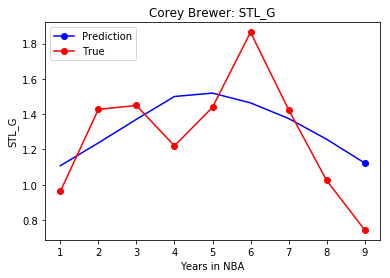 Corey Brewer: STL_G
Prediction
True
STL_G
1.8
1.6
1.4
1.2
1.0
0.8
1 2 3 4 5 6 7 8 9
Years in NBA